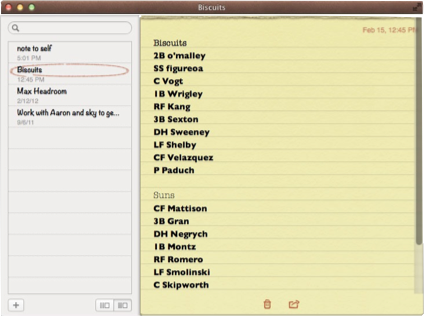 Biscuits
note to self
5:01 PM
Biscuits
12:45 PM
Max Headroom
2/12/12
Work with Aaron and sky to ge...
9/6/11
Feb 15, 12:45 PM
Biscuits
2B o'malley
SS figureoa
C Vogt
1B Wrigley
RF Kang
3B Sexton
DH Sweeney
LF Shelby
CF Velazquez
P Paduch
Suns
CF Mattison
3B Gran
DH Negrych
1B Montz
RF Romero
LF Smolinski
C Skipworth